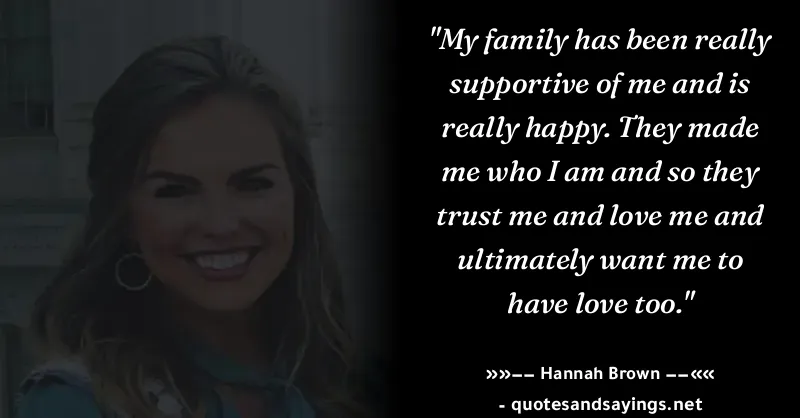 "My family has been really
supportive of me and is
really happy. They made
me who I am and so they
trust me and love me and
ultimately want me to
have love too."
»»−− Hannah Brown −−««
- quotesandsayings.net